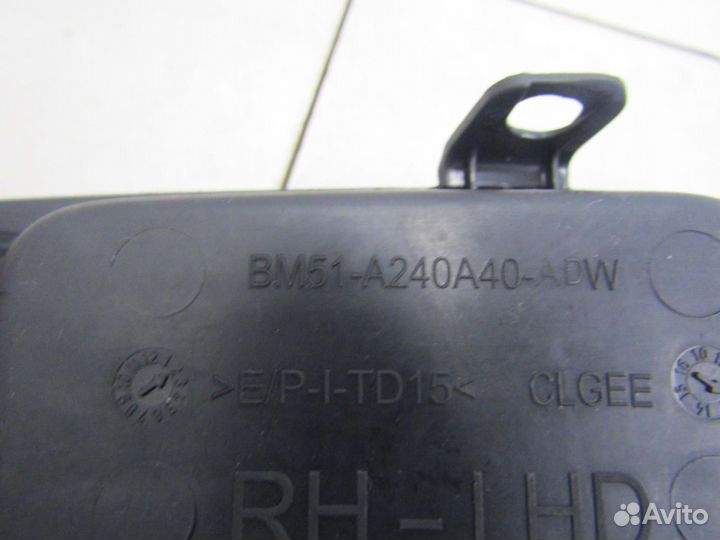 BM51-A240A40-ADW
>E/P-I-TD15< CLGEE
RH-LHD
Avito